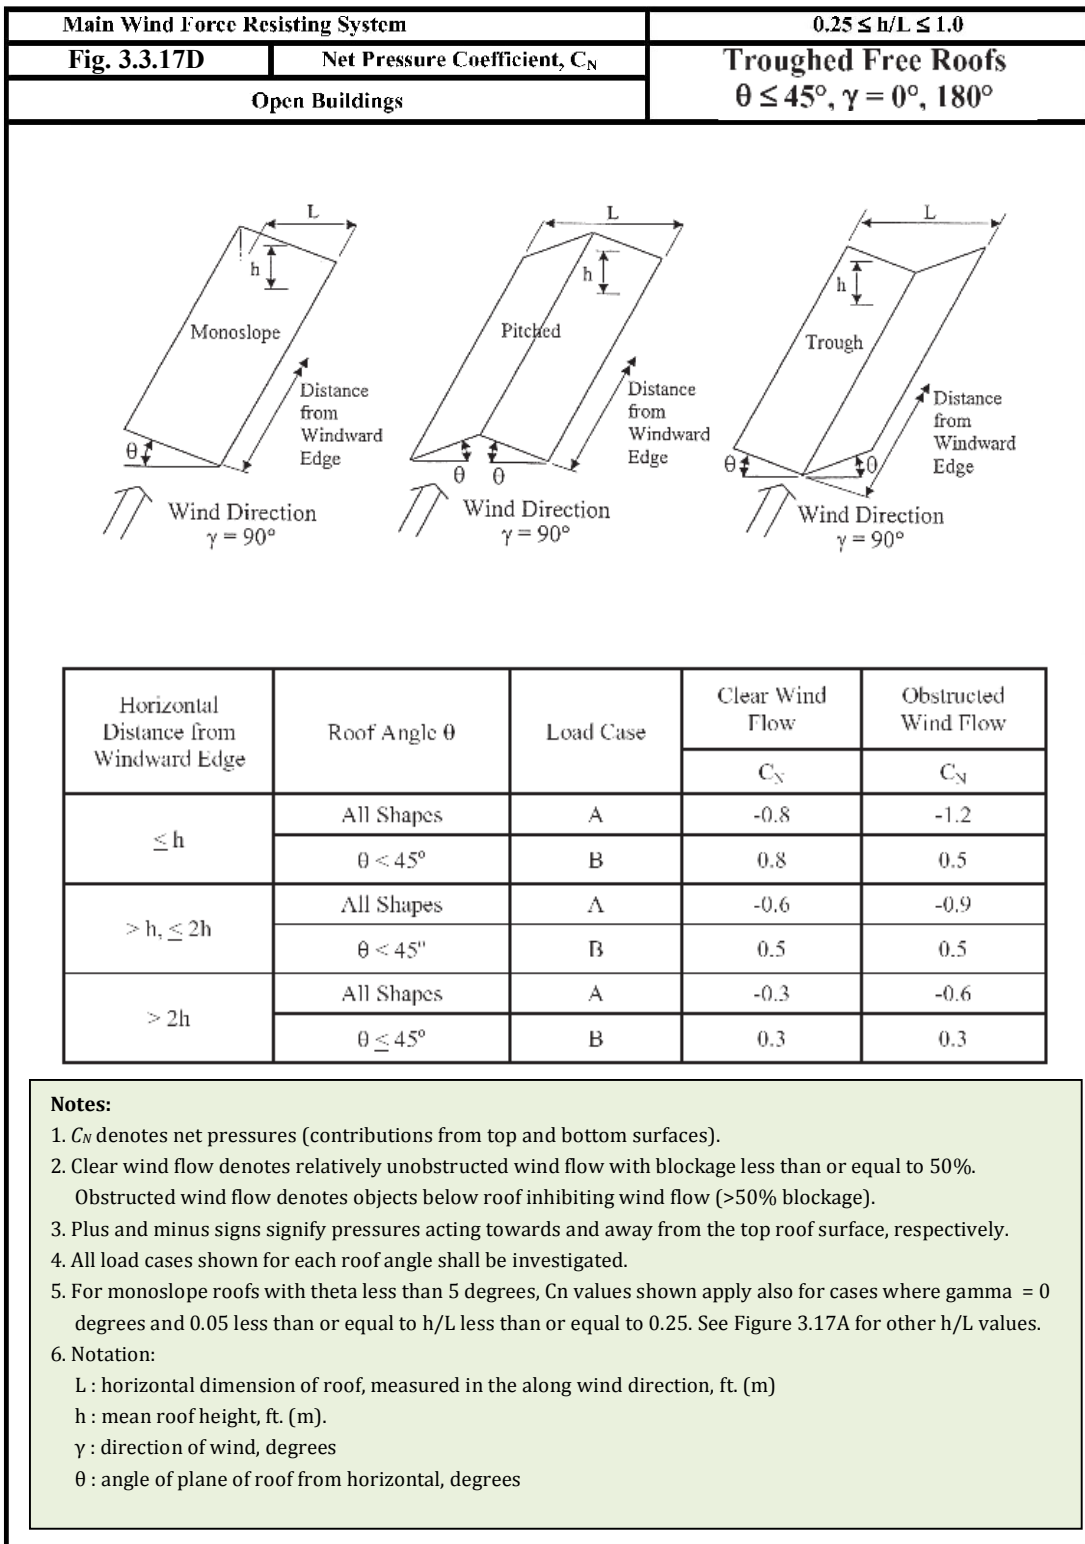 Main Wind Force Resisting System
0.25 ≤ h/L ≤ 1.0
Fig. 3.3.17D
Net Pressure Coefficient, C_N
Troughed Free Roofs
θ ≤ 45°, γ = 0°, 180°
Open Buildings
L
h
Monoslope
θ
Distance
from
Windward
Edge
Wind Direction
γ = 90°
L
h
Pitched
θ
θ
Distance
from
Windward
Edge
Wind Direction
γ = 90°
L
h
Trough
θ
θ
Distance
from
Windward
Edge
Wind Direction
γ = 90°
Horizontal
Distance from
Windward Edge
Roof Angle θ
Load Case
Clear Wind
Flow
Obstructed
Wind Flow
C_N
C_N
≤ h
All Shapes
A
-0.8
-1.2
θ < 45°
B
0.8
0.5
> h, ≤ 2h
All Shapes
A
-0.6
-0.9
θ < 45"
B
0.5
0.5
> 2h
All Shapes
A
-0.3
-0.6
θ ≤ 45°
B
0.3
0.3
Notes:
1. C_N denotes net pressures (contributions from top and bottom surfaces).
2. Clear wind flow denotes relatively unobstructed wind flow with blockage less than or equal to 50%.
Obstructed wind flow denotes objects below roof inhibiting wind flow (>50% blockage).
3. Plus and minus signs signify pressures acting towards and away from the top roof surface, respectively.
4. All load cases shown for each roof angle shall be investigated.
5. For monoslope roofs with theta less than 5 degrees, Cn values shown apply also for cases where gamma = 0
degrees and 0.05 less than or equal to h/L less than or equal to 0.25. See Figure 3.17A for other h/L values.
6. Notation:
L : horizontal dimension of roof, measured in the along wind direction, ft. (m)
h : mean roof height, ft. (m).
γ : direction of wind, degrees
θ : angle of plane of roof from horizontal, degrees